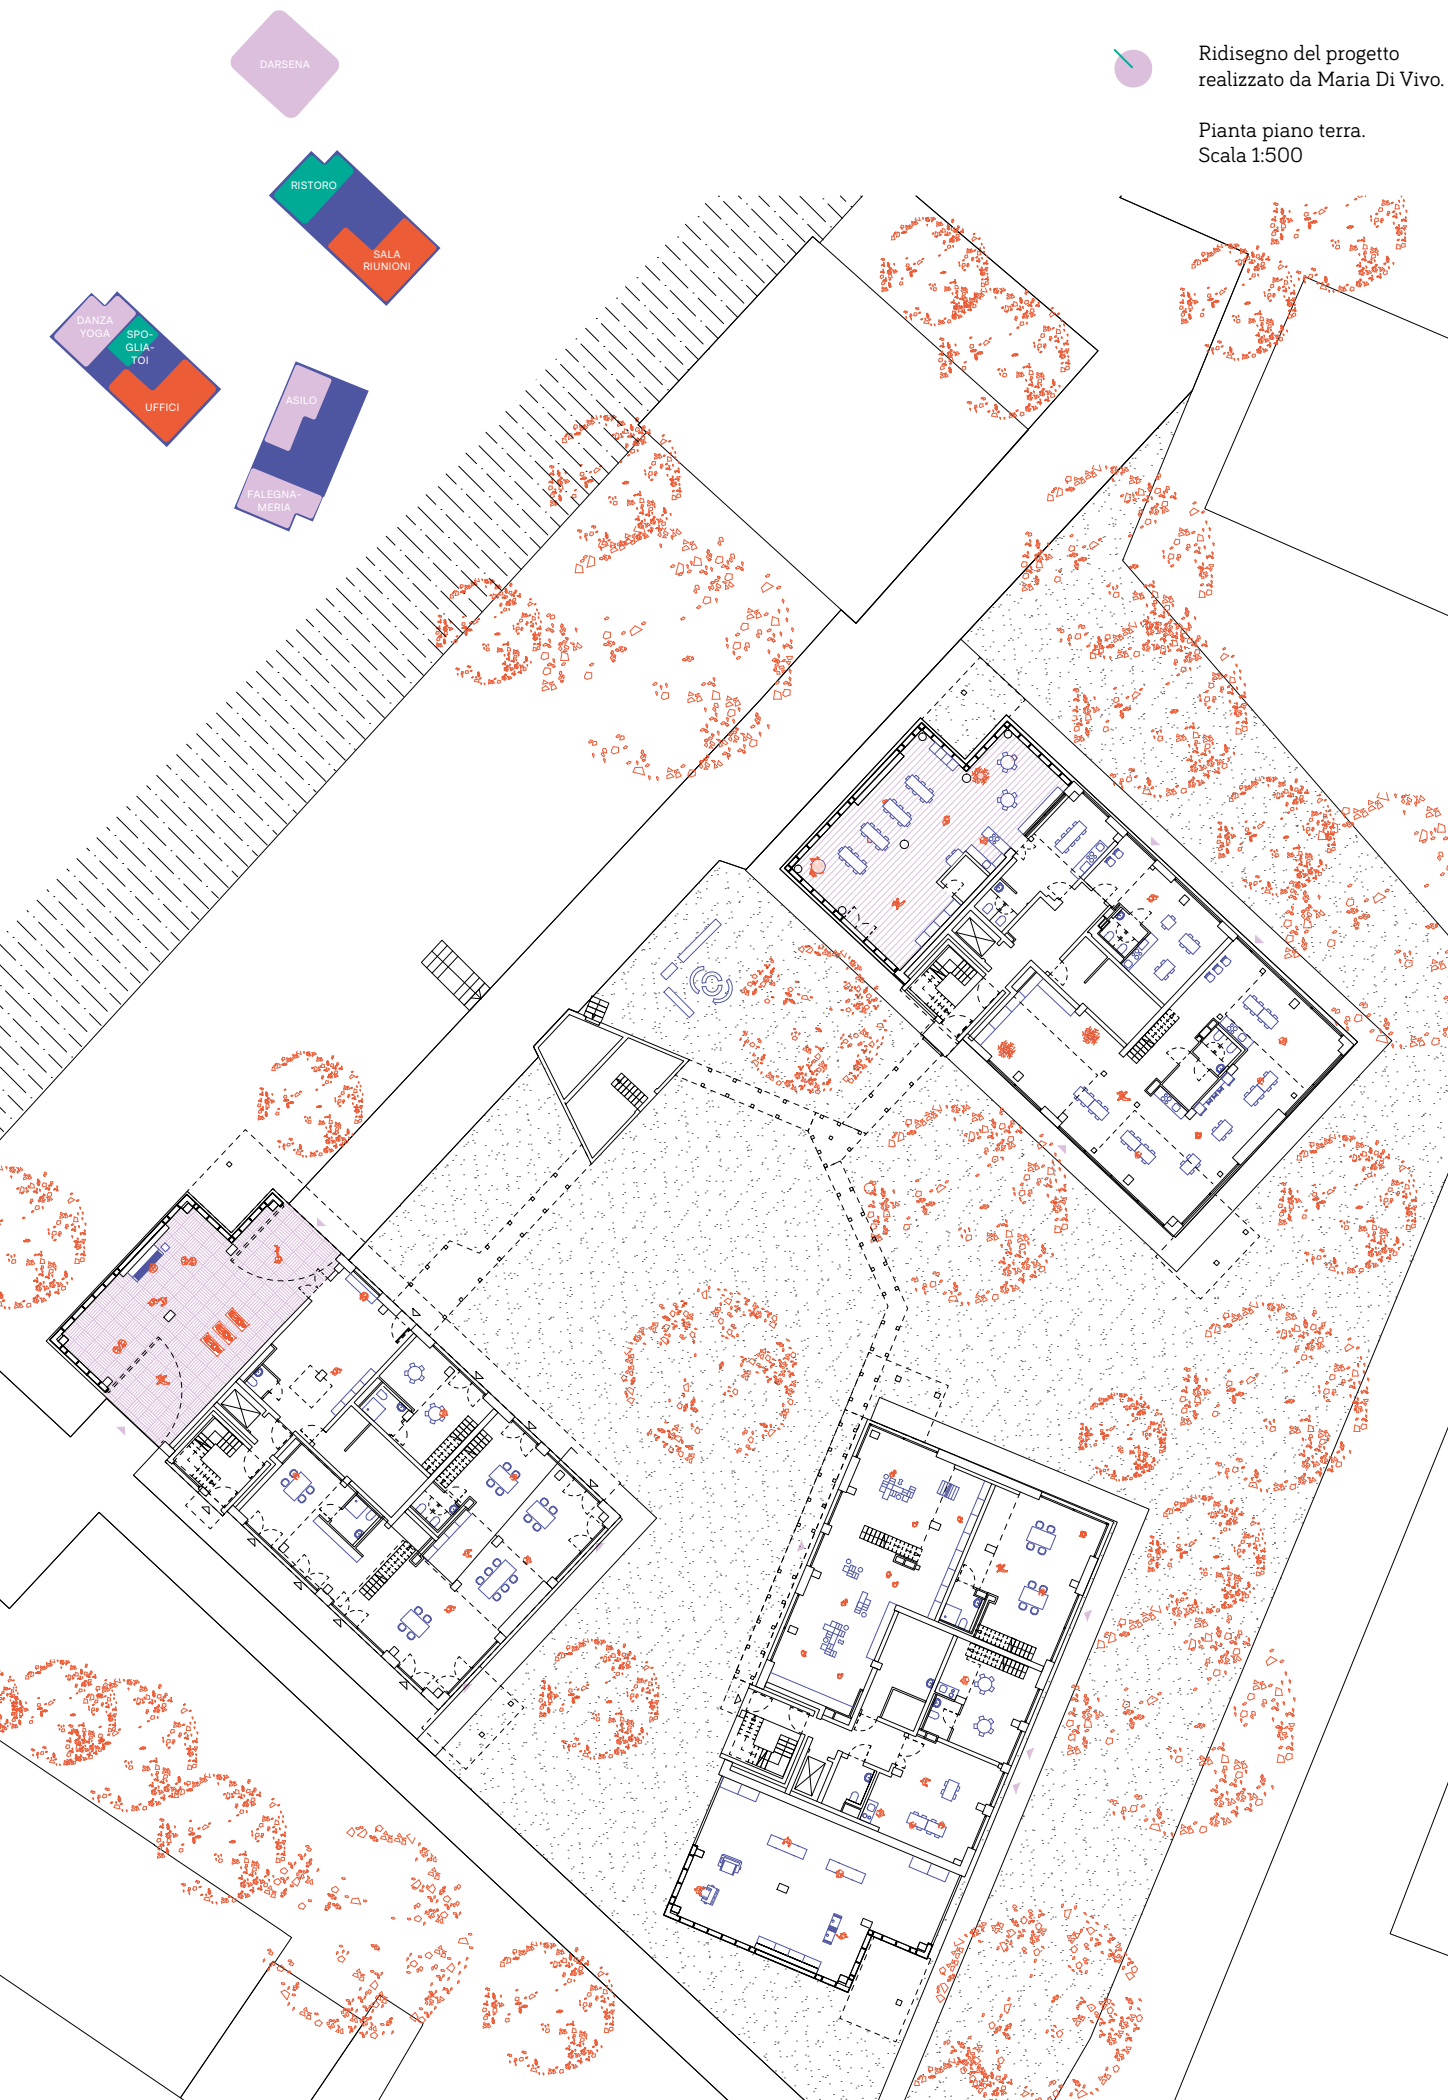 DARSENA
Ridisegno del progetto
realizzato da Maria Di Vivo.
Pianta piano terra.
Scala 1:500
RISTORO
SALA
RIUNIONI
DANZA
YOGA
SPO-
GLIA-
TOI
UFFICI
ASILO
FALEGNA-
MERIA